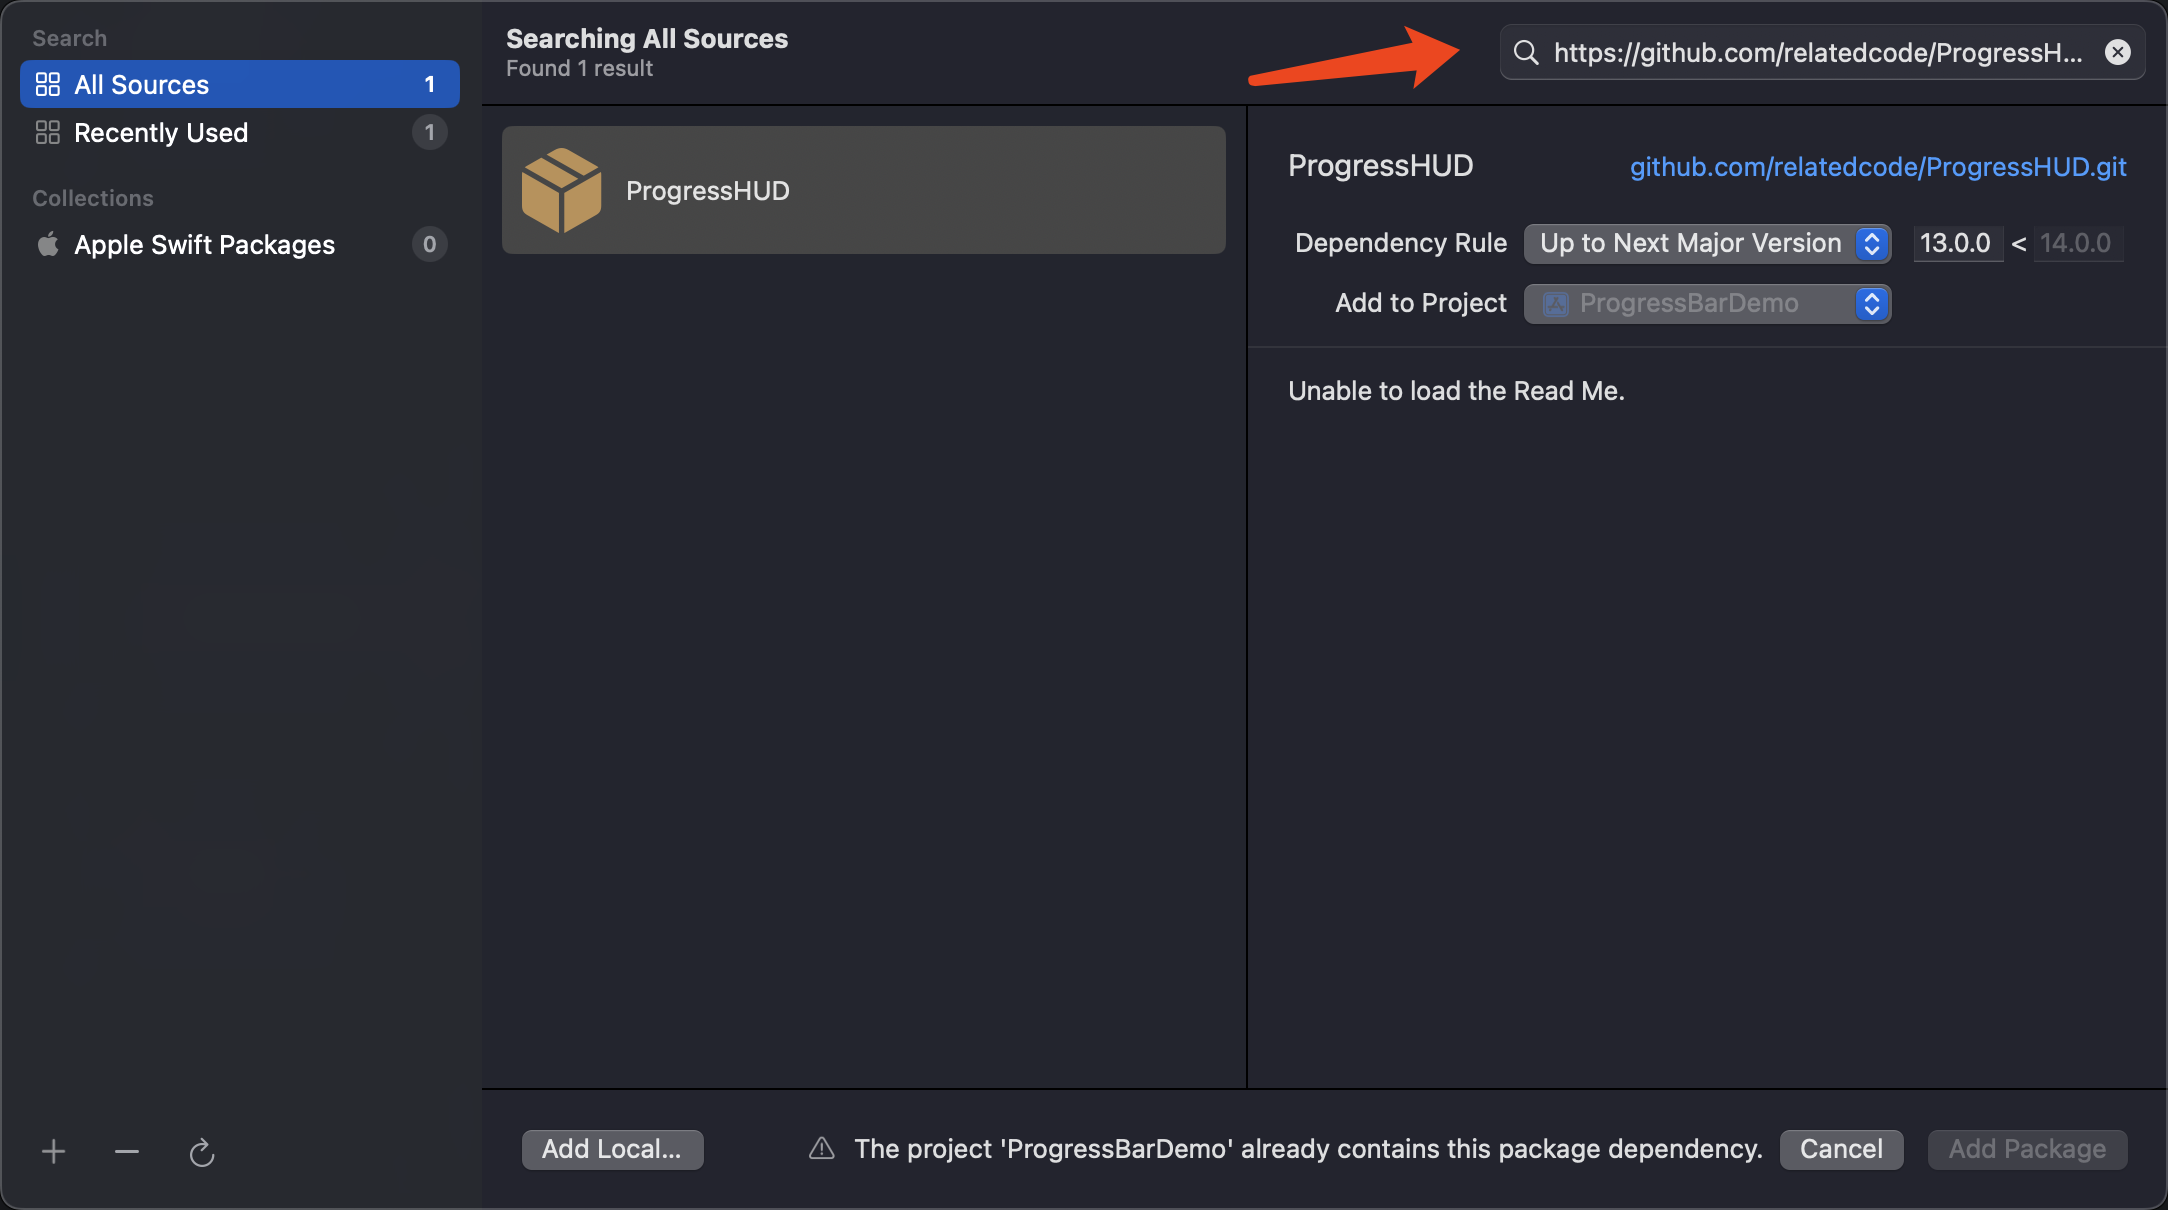 Search
All Sources 1
Recently Used 1
Collections
Apple Swift Packages 0
Searching All Sources
Found 1 result
https://github.com/relatedcode/ProgressH...
ProgressHUD
ProgressHUD github.com/relatedcode/ProgressHUD.git
Dependency Rule Up to Next Major Version 13.0.0 < 14.0.0
Add to Project ProgressBarDemo
Unable to load the Read Me.
Add Local... The project 'ProgressBarDemo' already contains this package dependency. Cancel Add Package